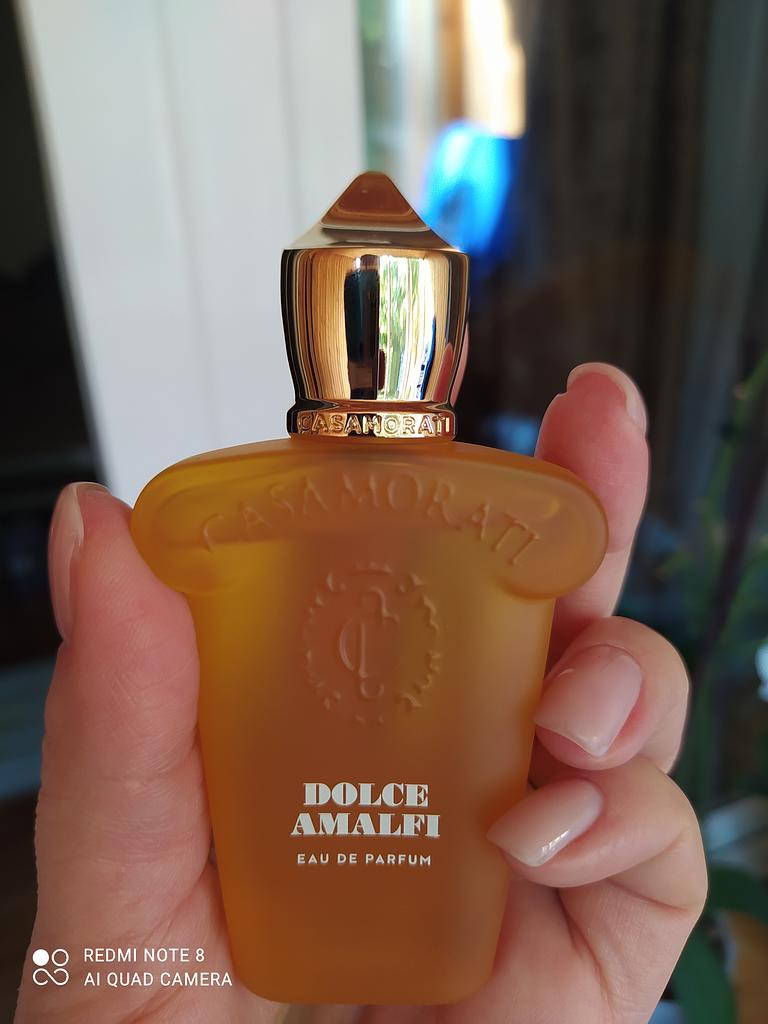 CASAMORATI
CASAMORATI
DOLCE
AMALFI
EAU DE PARFUM
REDMI NOTE 8
AI QUAD CAMERA